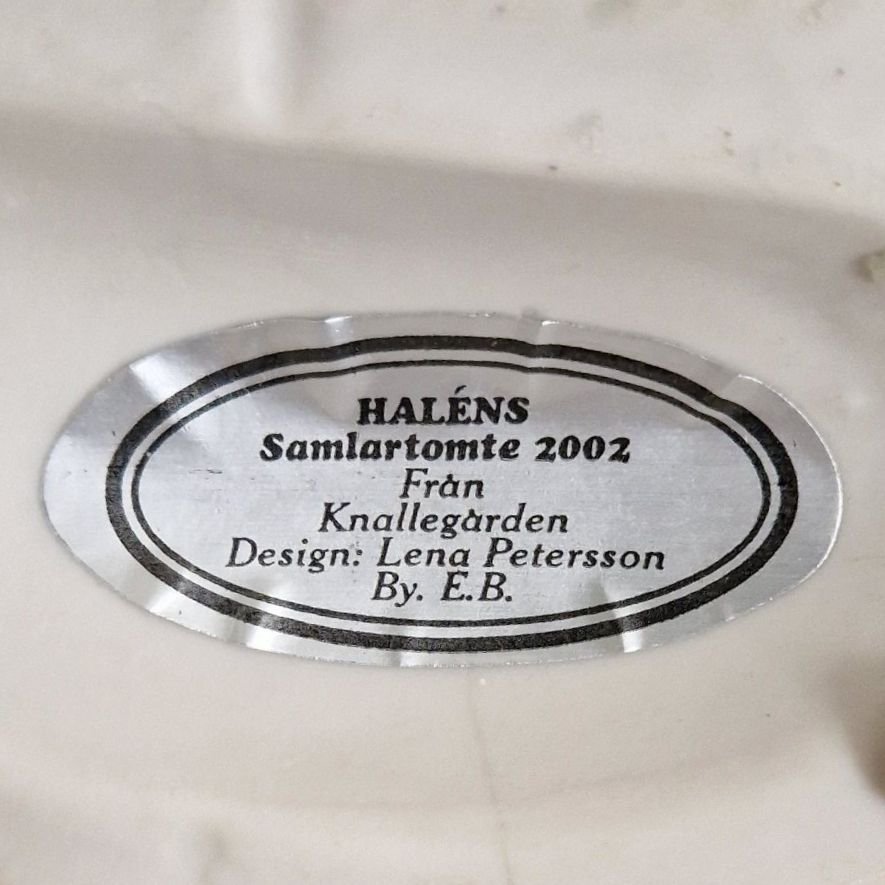 HALÉNS
Samlartomte 2002
Från
Knallegården
Design: Lena Petersson
By. E.B.